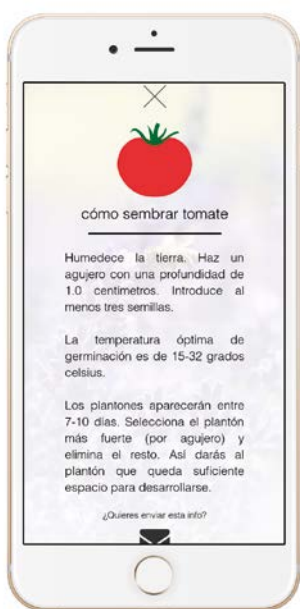 cómo sembrar tomate
Humedece la tierra. Haz un
agujero con una profundidad de
1.0 centímetros. Introduce al
menos tres semillas.
La temperatura óptima de
germinación es de 15-32 grados
celsius.
Los plantones aparecerán entre
7-10 días. Selecciona el plantón
más fuerte (por agujero) y
elimina el resto. Así darás al
plantón que queda suficiente
espacio para desarrollarse.
¿Quieres enviar esta info?